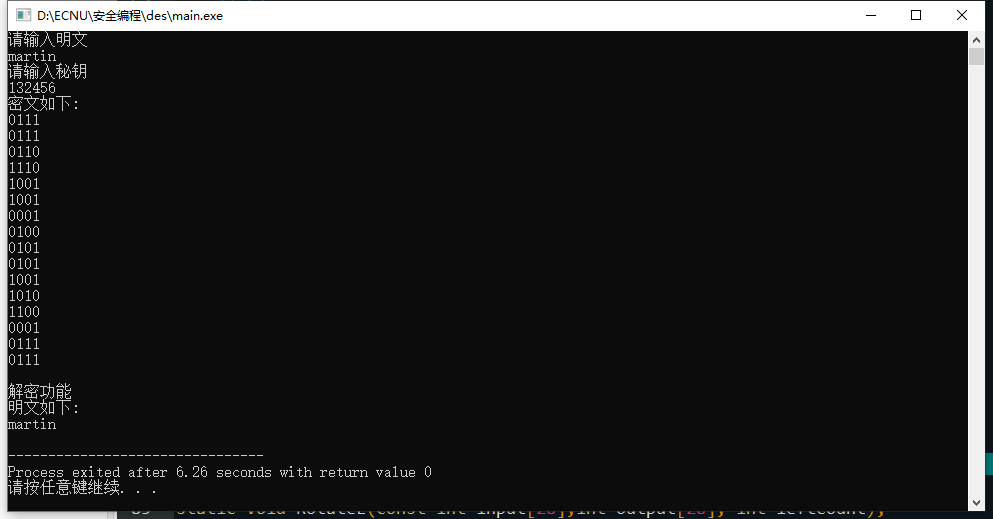 D:\ECNU\安全编程\des\main.exe
请输入明文
martin
请输入秘钥
132456
密文如下:
0111
0111
0110
1110
1001
1001
0001
0100
0101
0101
1001
1010
1100
0001
0111
0111
解密功能
明文如下:
martin
--------------------------------
Process exited after 6.26 seconds with return value 0
请按任意键继续. . .